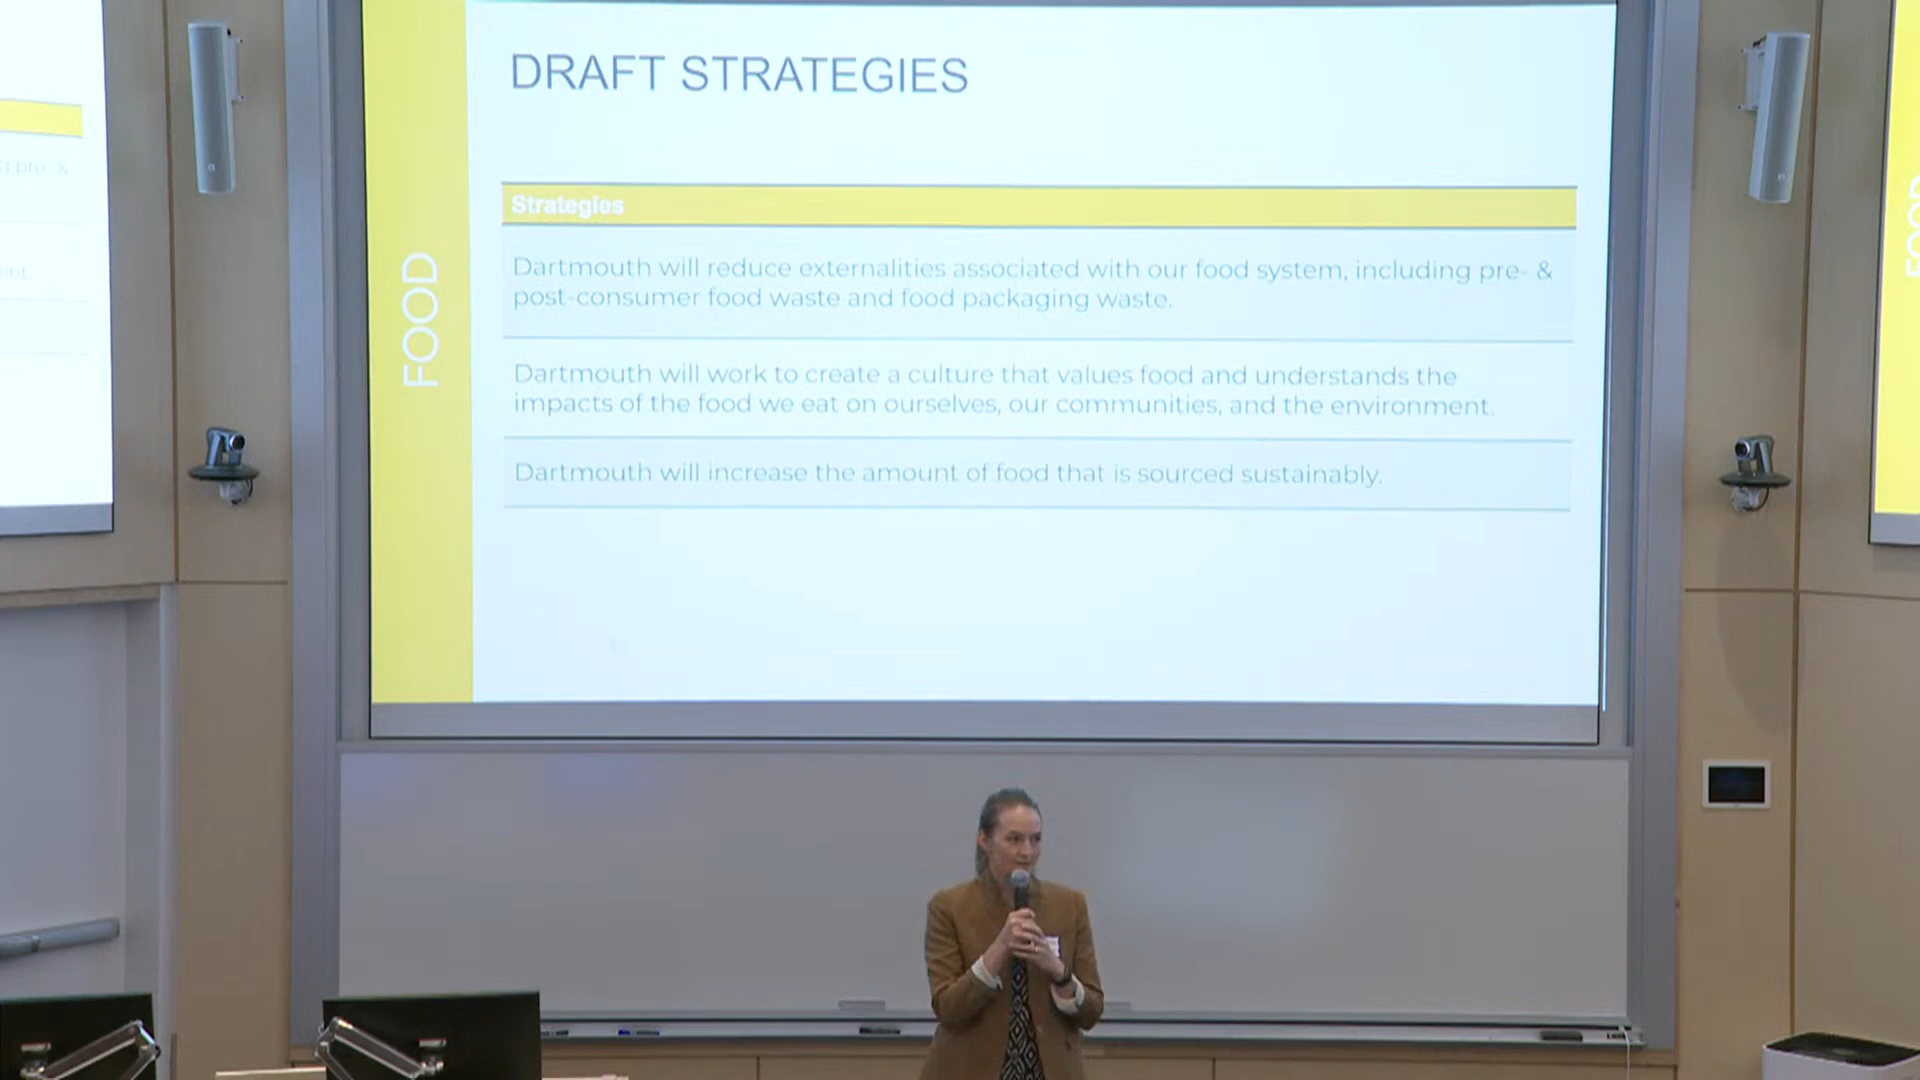 DRAFT STRATEGIES
Strategies
Dartmouth will reduce externalities associated with our food system, including pre- &
post-consumer food waste and food packaging waste.
Dartmouth will work to create a culture that values food and understands the
impacts of the food we eat on ourselves, our communities, and the environment.
Dartmouth will increase the amount of food that is sourced sustainably.
FOOD
pre- &
FOOD